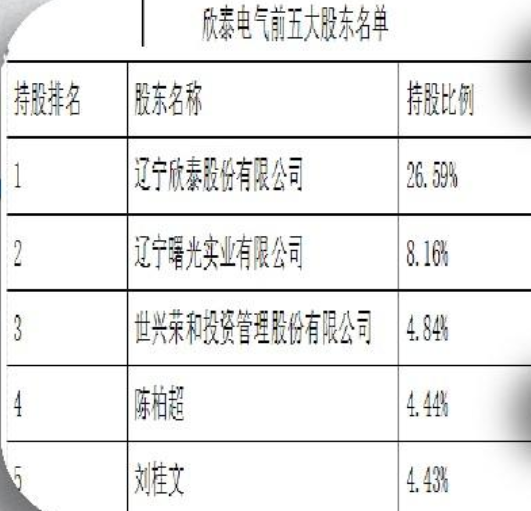 欣泰电气前五大股东名单
持股排名 股东名称 持股比例
1 辽宁欣泰股份有限公司 26.59%
2 辽宁曙光实业有限公司 8.16%
3 世兴荣和投资管理股份有限公司 4.84%
4 陈柏超 4.44%
5 刘桂文 4.43%